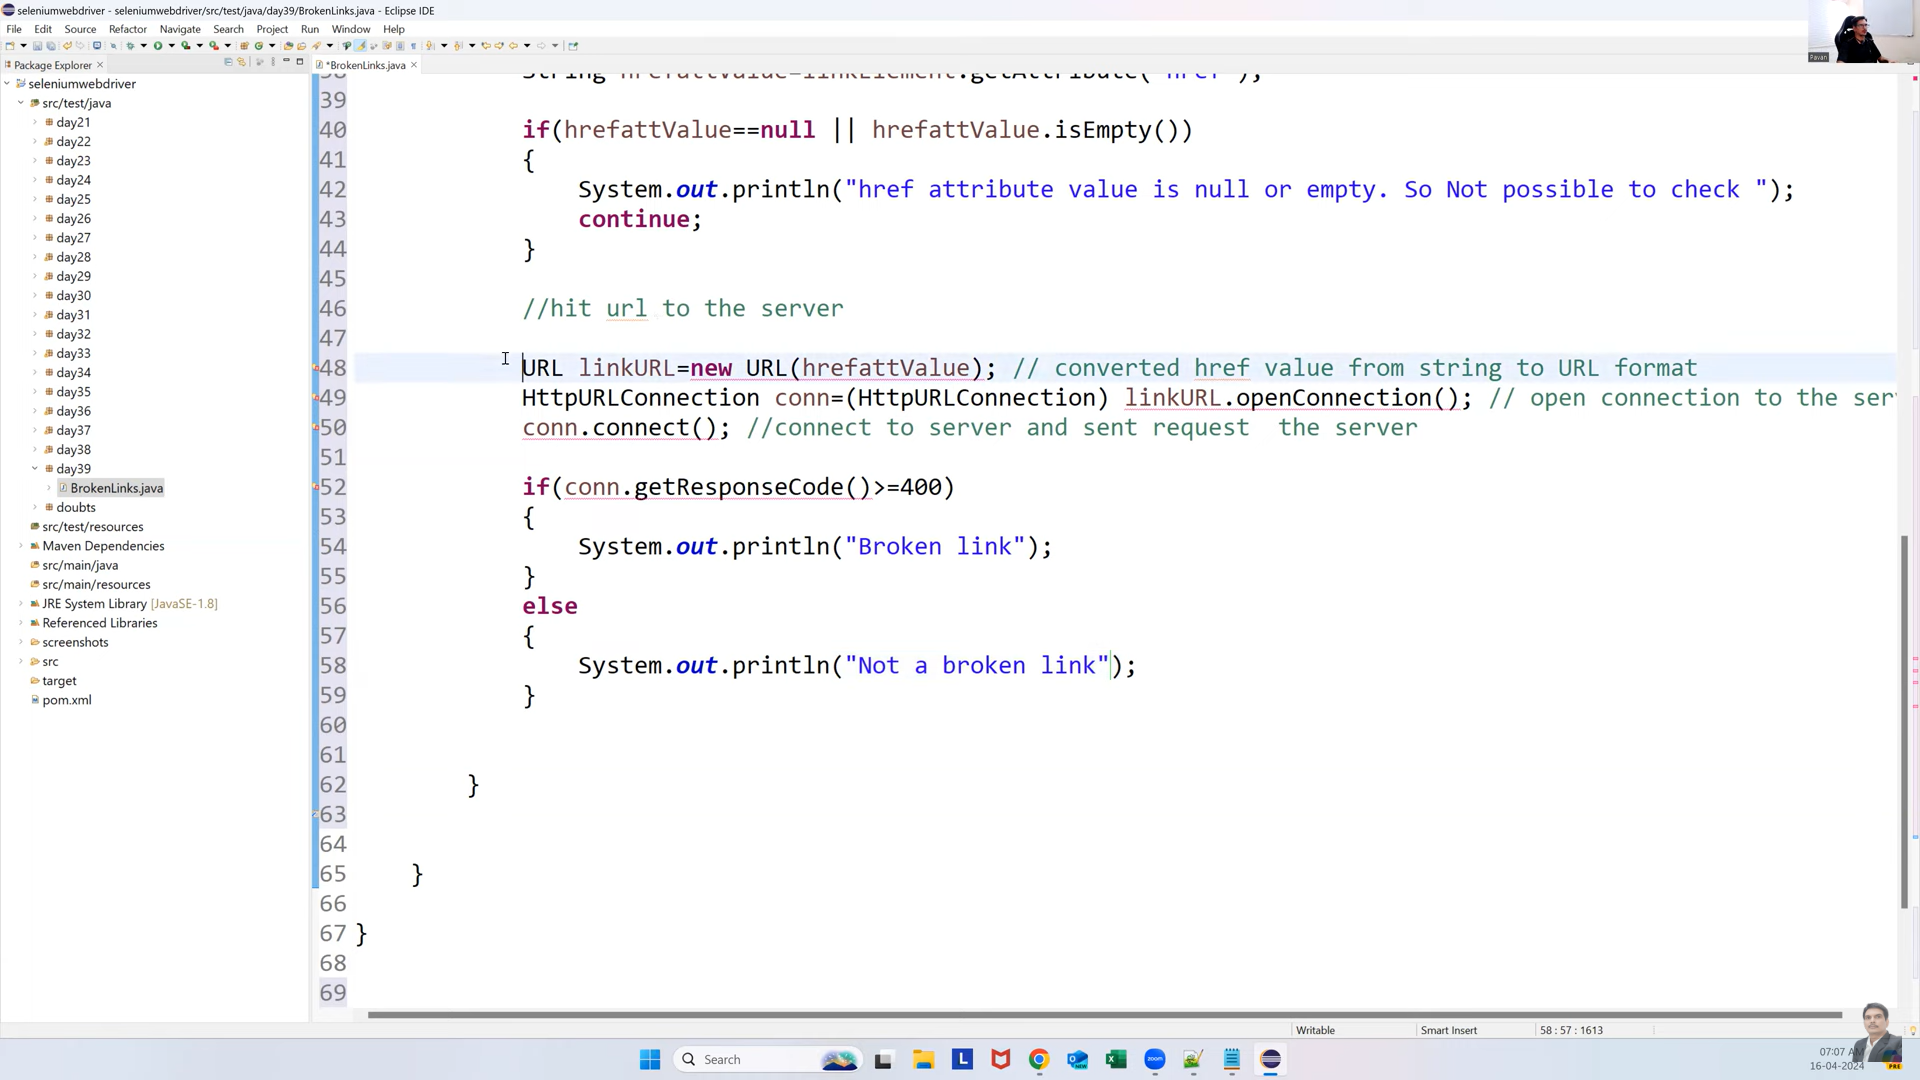 seleniumwebdriver - seleniumwebdriver/src/test/java/day39/BrokenLinks.java - Eclipse IDE
File Edit Source Refactor Navigate Search Project Run Window Help
Package Explorer
*BrokenLinks.java
Pavan
seleniumwebdriver
src/test/java
day21
day22
day23
day24
day25
day26
day27
day28
day29
day30
day31
day32
day33
day34
day35
day36
day37
day38
day39
BrokenLinks.java
doubts
src/test/resources
Maven Dependencies
src/main/java
src/main/resources
JRE System Library [JavaSE-1.8]
Referenced Libraries
screenshots
src
target
pom.xml
38 String hrefattValue=linkElement.getAttribute("href");
39
40 if(hrefattValue==null || hrefattValue.isEmpty())
41 {
42 System.out.println("href attribute value is null or empty. So Not possible to check ");
43 continue;
44 }
45
46 //hit url to the server
47
48 URL linkURL=new URL(hrefattValue); // converted href value from string to URL format
49 HttpURLConnection conn=(HttpURLConnection) linkURL.openConnection(); // open connection to the ser
50 conn.connect(); //connect to server and sent request  the server
51
52 if(conn.getResponseCode()>=400)
53 {
54 System.out.println("Broken link");
55 }
56 else
57 {
58 System.out.println("Not a broken link");
59 }
60
61
62 }
63
64
65 }
66
67 }
68
69
Writable Smart Insert 58 : 57 : 1613
Search
L
zoom
07:07 AM
16-04-2024
PRE